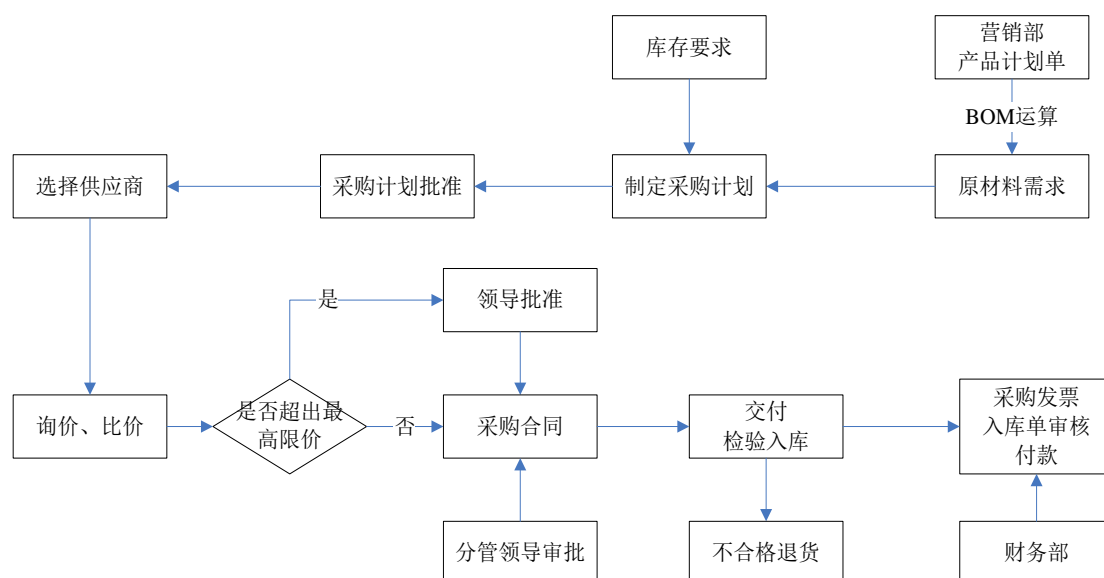 库存要求
营销部
产品计划单
BOM运算
选择供应商
采购计划批准
制定采购计划
原材料需求
是
领导批准
询价、比价
是否超出最
高限价
否
采购合同
交付
检验入库
采购发票
入库单审核
付款
分管领导审批
不合格退货
财务部